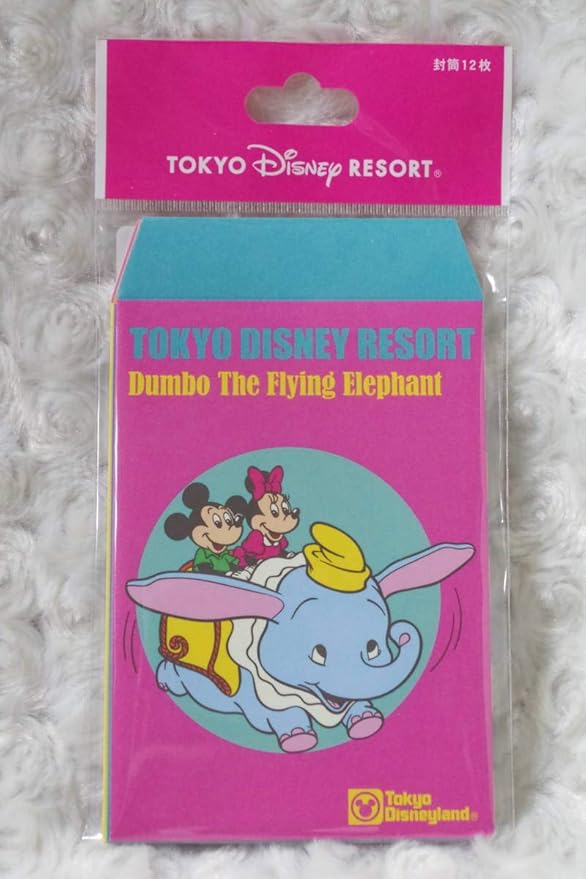 封筒12枚
TOKYO Disney RESORT®
TOKYO DISNEY RESORT
Dumbo The Flying Elephant
Tokyo
Disneyland®